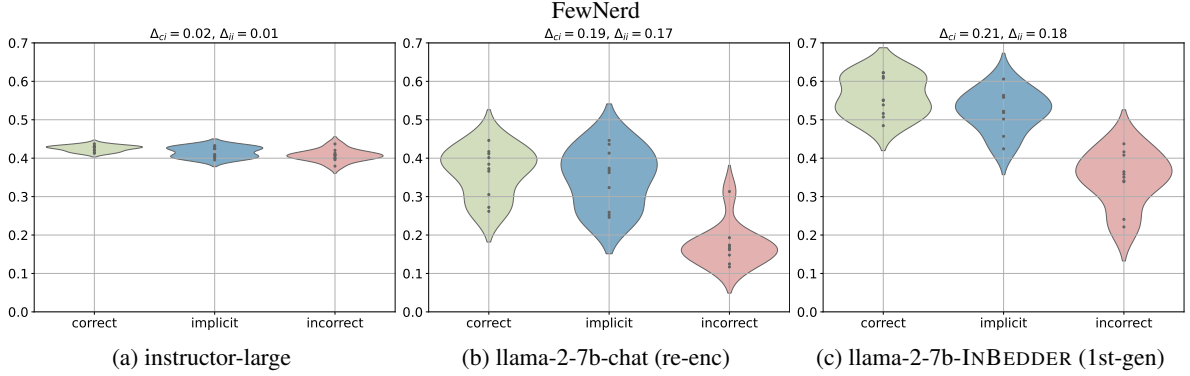 FewNerd
Δci = 0.02, Δii = 0.01
0.7
0.6
0.5
0.4
0.3
0.2
0.1
0.0
correct implicit incorrect
(a) instructor-large
Δci = 0.19, Δii = 0.17
0.7
0.6
0.5
0.4
0.3
0.2
0.1
0.0
correct implicit incorrect
(b) llama-2-7b-chat (re-enc)
Δci = 0.21, Δii = 0.18
0.7
0.6
0.5
0.4
0.3
0.2
0.1
0.0
correct implicit incorrect
(c) llama-2-7b-INBEDDER (1st-gen)